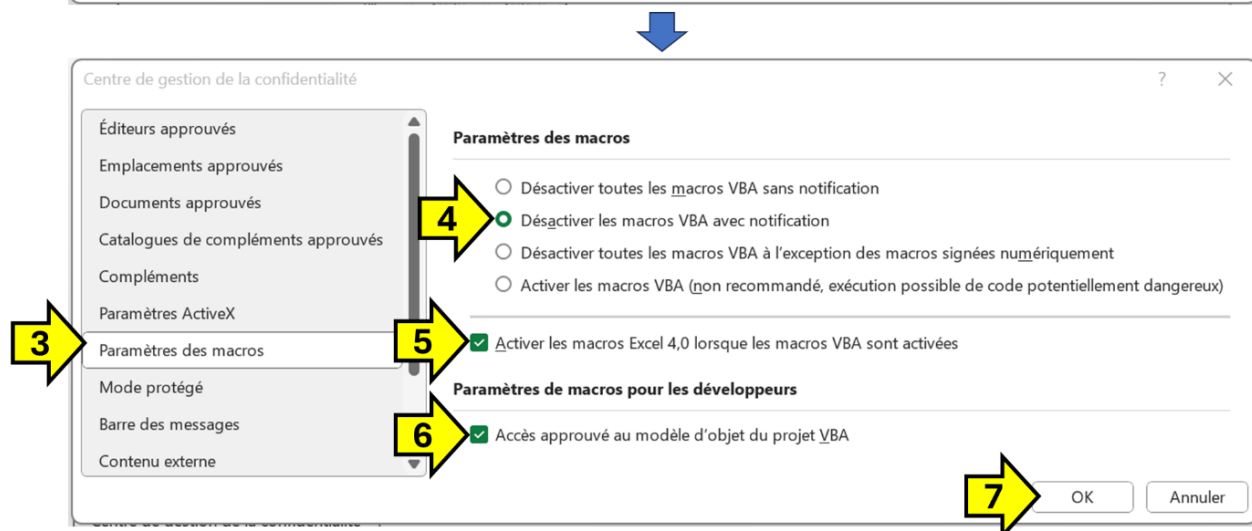 Centre de gestion de la confidentialité ? ×
Éditeurs approuvés
Emplacements approuvés
Documents approuvés
Catalogues de compléments approuvés
Compléments
Paramètres ActiveX
3 Paramètres des macros
Mode protégé
Barre des messages
Contenu externe
Paramètres des macros
Désactiver toutes les macros VBA sans notification
4 Désactiver les macros VBA avec notification
Désactiver toutes les macros VBA à l'exception des macros signées numériquement
Activer les macros VBA (non recommandé, exécution possible de code potentiellement dangereux)
5 Activer les macros Excel 4,0 lorsque les macros VBA sont activées
Paramètres de macros pour les développeurs
6 Accès approuvé au modèle d'objet du projet VBA
7 OK Annuler